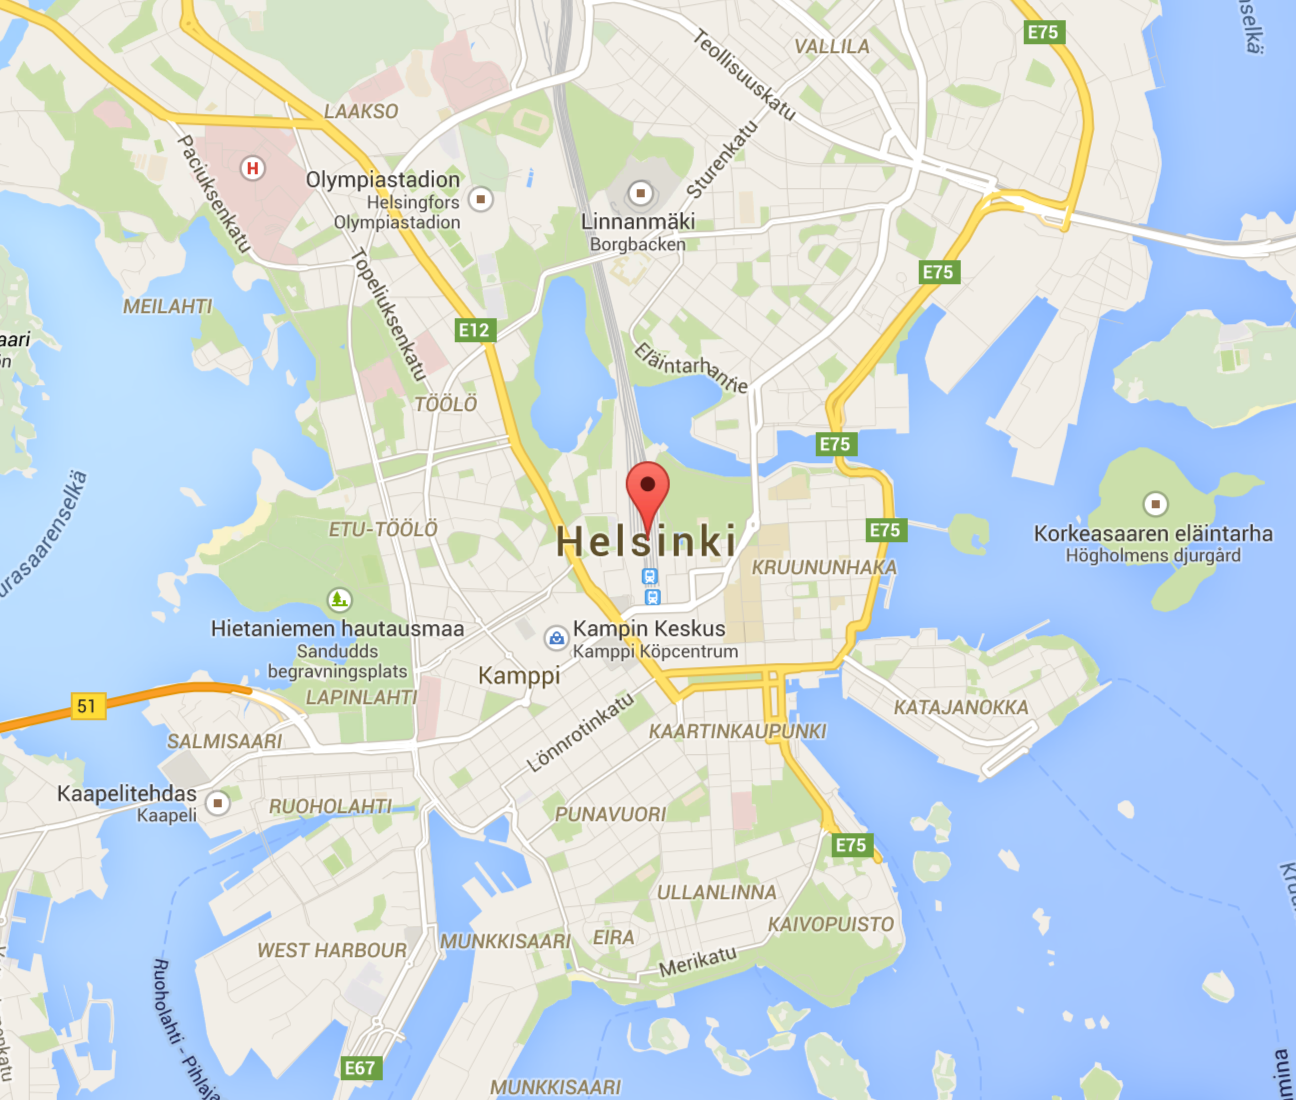 E75
VALLILA
Teollisuuskatu
LAAKSO
Paciuksenkatu
H
Olympiastadion
Helsingfors
Olympiastadion
Sturenkatu
Linnanmäki
Borgbacken
E75
Topeliuksenkatu
MEILAHTI
E12
Eläintarhantie
TÖÖLÖ
E75
ETU-TÖÖLÖ
E75
Helsinki
Korkeasaaren eläintarha
Högholmens djurgård
KRUUNUNHAKA
Hietaniemen hautausmaa
Sandudds
begravningsplats
Kampin Keskus
Kamppi Köpcentrum
Kamppi
LAPINLAHTI
51
KATAJANOKKA
Lönnrotinkatu
KAARTINKAUPUNKI
SALMISAARI
Kaapelitehdas
Kaapeli
RUOHOLAHTI
PUNAVUORI
E75
ULLANLINNA
KAIVOPUISTO
EIRA
MUNKKISAARI
WEST HARBOUR
Merikatu
Ruoholahti - Pihlaja
E67
MUNKKISAARI